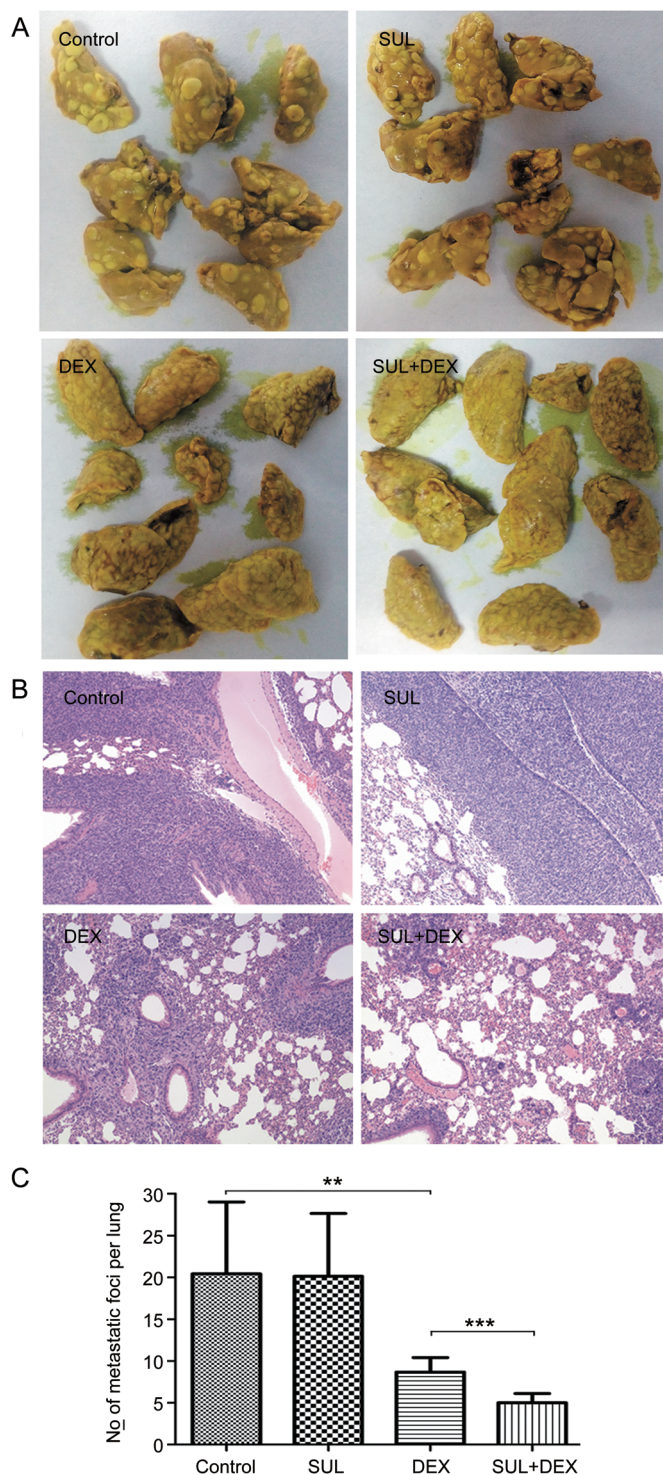 A
Control
SUL
DEX
SUL+DEX
B
Control
SUL
DEX
SUL+DEX
C
No of metastatic foci per lung
30
25
20
15
10
5
0
**
***
Control
SUL
DEX
SUL+DEX